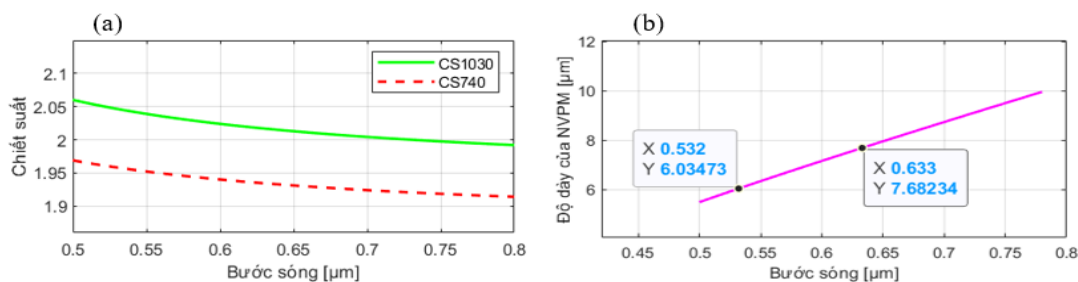 (a)
Chiết suất
2.1
2.05
2
1.95
1.9
CS1030
CS740
0.5 0.55 0.6 0.65 0.7 0.75 0.8
Bước sóng [µm]
(b)
Độ dày của NVPM [µm]
12
10
8
6
X 0.532
Y 6.03473
X 0.633
Y 7.68234
0.45 0.5 0.55 0.6 0.65 0.7 0.75 0.8
Bước sóng [µm]